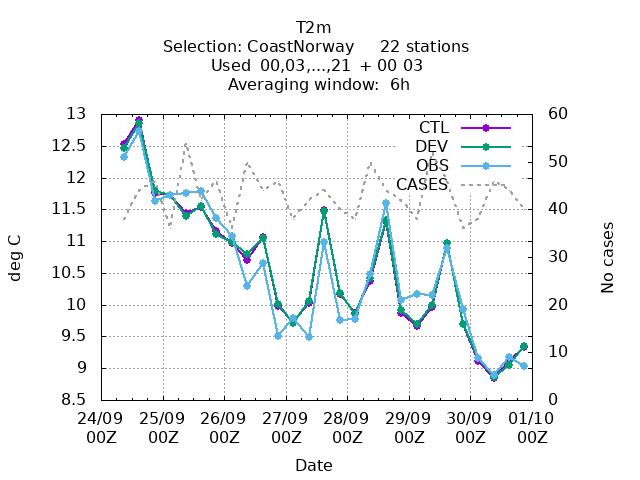 T2m
Selection: CoastNorway     22 stations
Used  00,03,...,21  + 00 03
Averaging window:  6h
13
12.5
12
11.5
11
10.5
10
9.5
9
8.5
deg C
60
50
40
30
20
10
0
No cases
CTL
DEV
OBS
CASES
24/09 25/09 26/09 27/09 28/09 29/09 30/09 01/10
00Z 00Z 00Z 00Z 00Z 00Z 00Z 00Z
Date